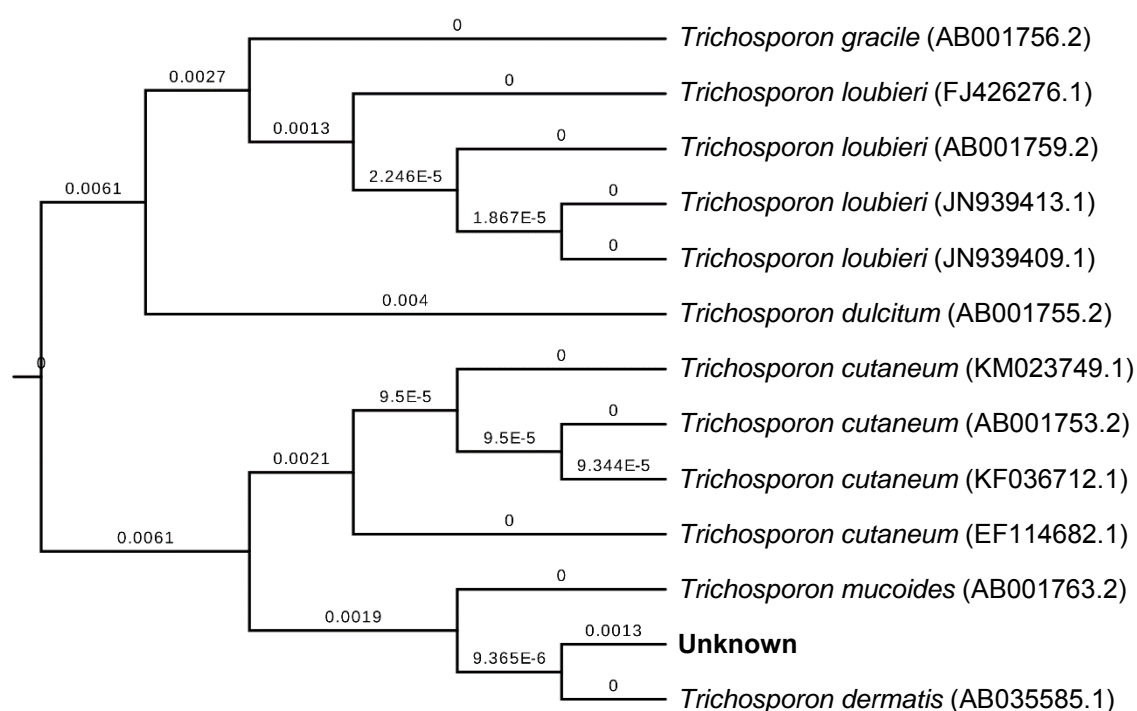 0
Trichosporon gracile (AB001756.2)
0.0027
0
Trichosporon loubieri (FJ426276.1)
0.0013
0
Trichosporon loubieri (AB001759.2)
2.246E-5
0.0061
0
Trichosporon loubieri (JN939413.1)
1.867E-5
0
Trichosporon loubieri (JN939409.1)
0.004
Trichosporon dulcitum (AB001755.2)
0
0
Trichosporon cutaneum (KM023749.1)
9.5E-5
0
Trichosporon cutaneum (AB001753.2)
9.5E-5
0.0021
9.344E-5
Trichosporon cutaneum (KF036712.1)
0
Trichosporon cutaneum (EF114682.1)
0.0061
0
Trichosporon mucoides (AB001763.2)
0.0019
0.0013
Unknown
9.365E-6
0
Trichosporon dermatis (AB035585.1)